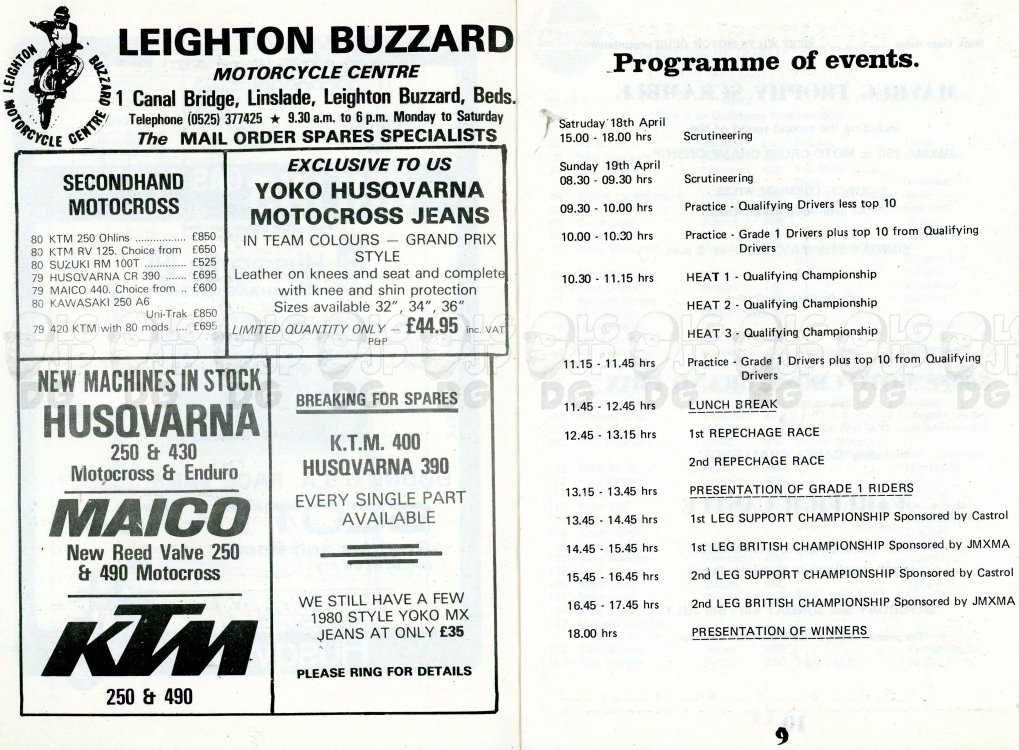 LEIGHTON BUZZARD
MOTORCYCLE CENTRE
LEIGHTON BUZZARD MOTORCYCLE CENTRE
1 Canal Bridge, Linslade, Leighton Buzzard, Beds.
Telephone (0525) 377425 ★ 9.30 a.m. to 6 p.m. Monday to Saturday
The MAIL ORDER SPARES SPECIALISTS
SECONDHAND
MOTOCROSS
80 KTM 250 Ohlins ................ £850
80 KTM RV 125. Choice from £650
80 SUZUKI RM 100T ............. £525
79 HUSQVARNA CR 390 ....... £695
79 MAICO 440. Choice from .. £600
80 KAWASAKI 250 A6
Uni-Trak £850
79 420 KTM with 80 mods .... £695
EXCLUSIVE TO US
YOKO HUSQVARNA
MOTOCROSS JEANS
IN TEAM COLOURS — GRAND PRIX
STYLE
Leather on knees and seat and complete
with knee and shin protection
Sizes available 32”, 34”, 36”
LIMITED QUANTITY ONLY — £44.95 inc. VAT
P&P
NEW MACHINES IN STOCK
HUSQVARNA
250 & 430
Motocross & Enduro
MAICO
New Reed Valve 250
& 490 Motocross
KTM
250 & 490
BREAKING FOR SPARES
K.T.M. 400
HUSQVARNA 390
EVERY SINGLE PART
AVAILABLE
WE STILL HAVE A FEW
1980 STYLE YOKO MX
JEANS AT ONLY £35
PLEASE RING FOR DETAILS
Programme of events.
Satruday 18th April
15.00 - 18.00 hrs Scrutineering
Sunday 19th April
08.30 - 09.30 hrs Scrutineering
09.30 - 10.00 hrs Practice - Qualifying Drivers less top 10
10.00 - 10.30 hrs Practice - Grade 1 Drivers plus top 10 from Qualifying
Drivers
10.30 - 11.15 hrs HEAT 1 - Qualifying Championship
HEAT 2 - Qualifying Championship
HEAT 3 - Qualifying Championship
11.15 - 11.45 hrs Practice - Grade 1 Drivers plus top 10 from Qualifying
Drivers
11.45 - 12.45 hrs LUNCH BREAK
12.45 - 13.15 hrs 1st REPECHAGE RACE
2nd REPECHAGE RACE
13.15 - 13.45 hrs PRESENTATION OF GRADE 1 RIDERS
13.45 - 14.45 hrs 1st LEG SUPPORT CHAMPIONSHIP Sponsored by Castrol
14.45 - 15.45 hrs 1st LEG BRITISH CHAMPIONSHIP Sponsored by JMXMA
15.45 - 16.45 hrs 2nd LEG SUPPORT CHAMPIONSHIP Sponsored by Castrol
16.45 - 17.45 hrs 2nd LEG BRITISH CHAMPIONSHIP Sponsored by JMXMA
18.00 hrs PRESENTATION OF WINNERS
9